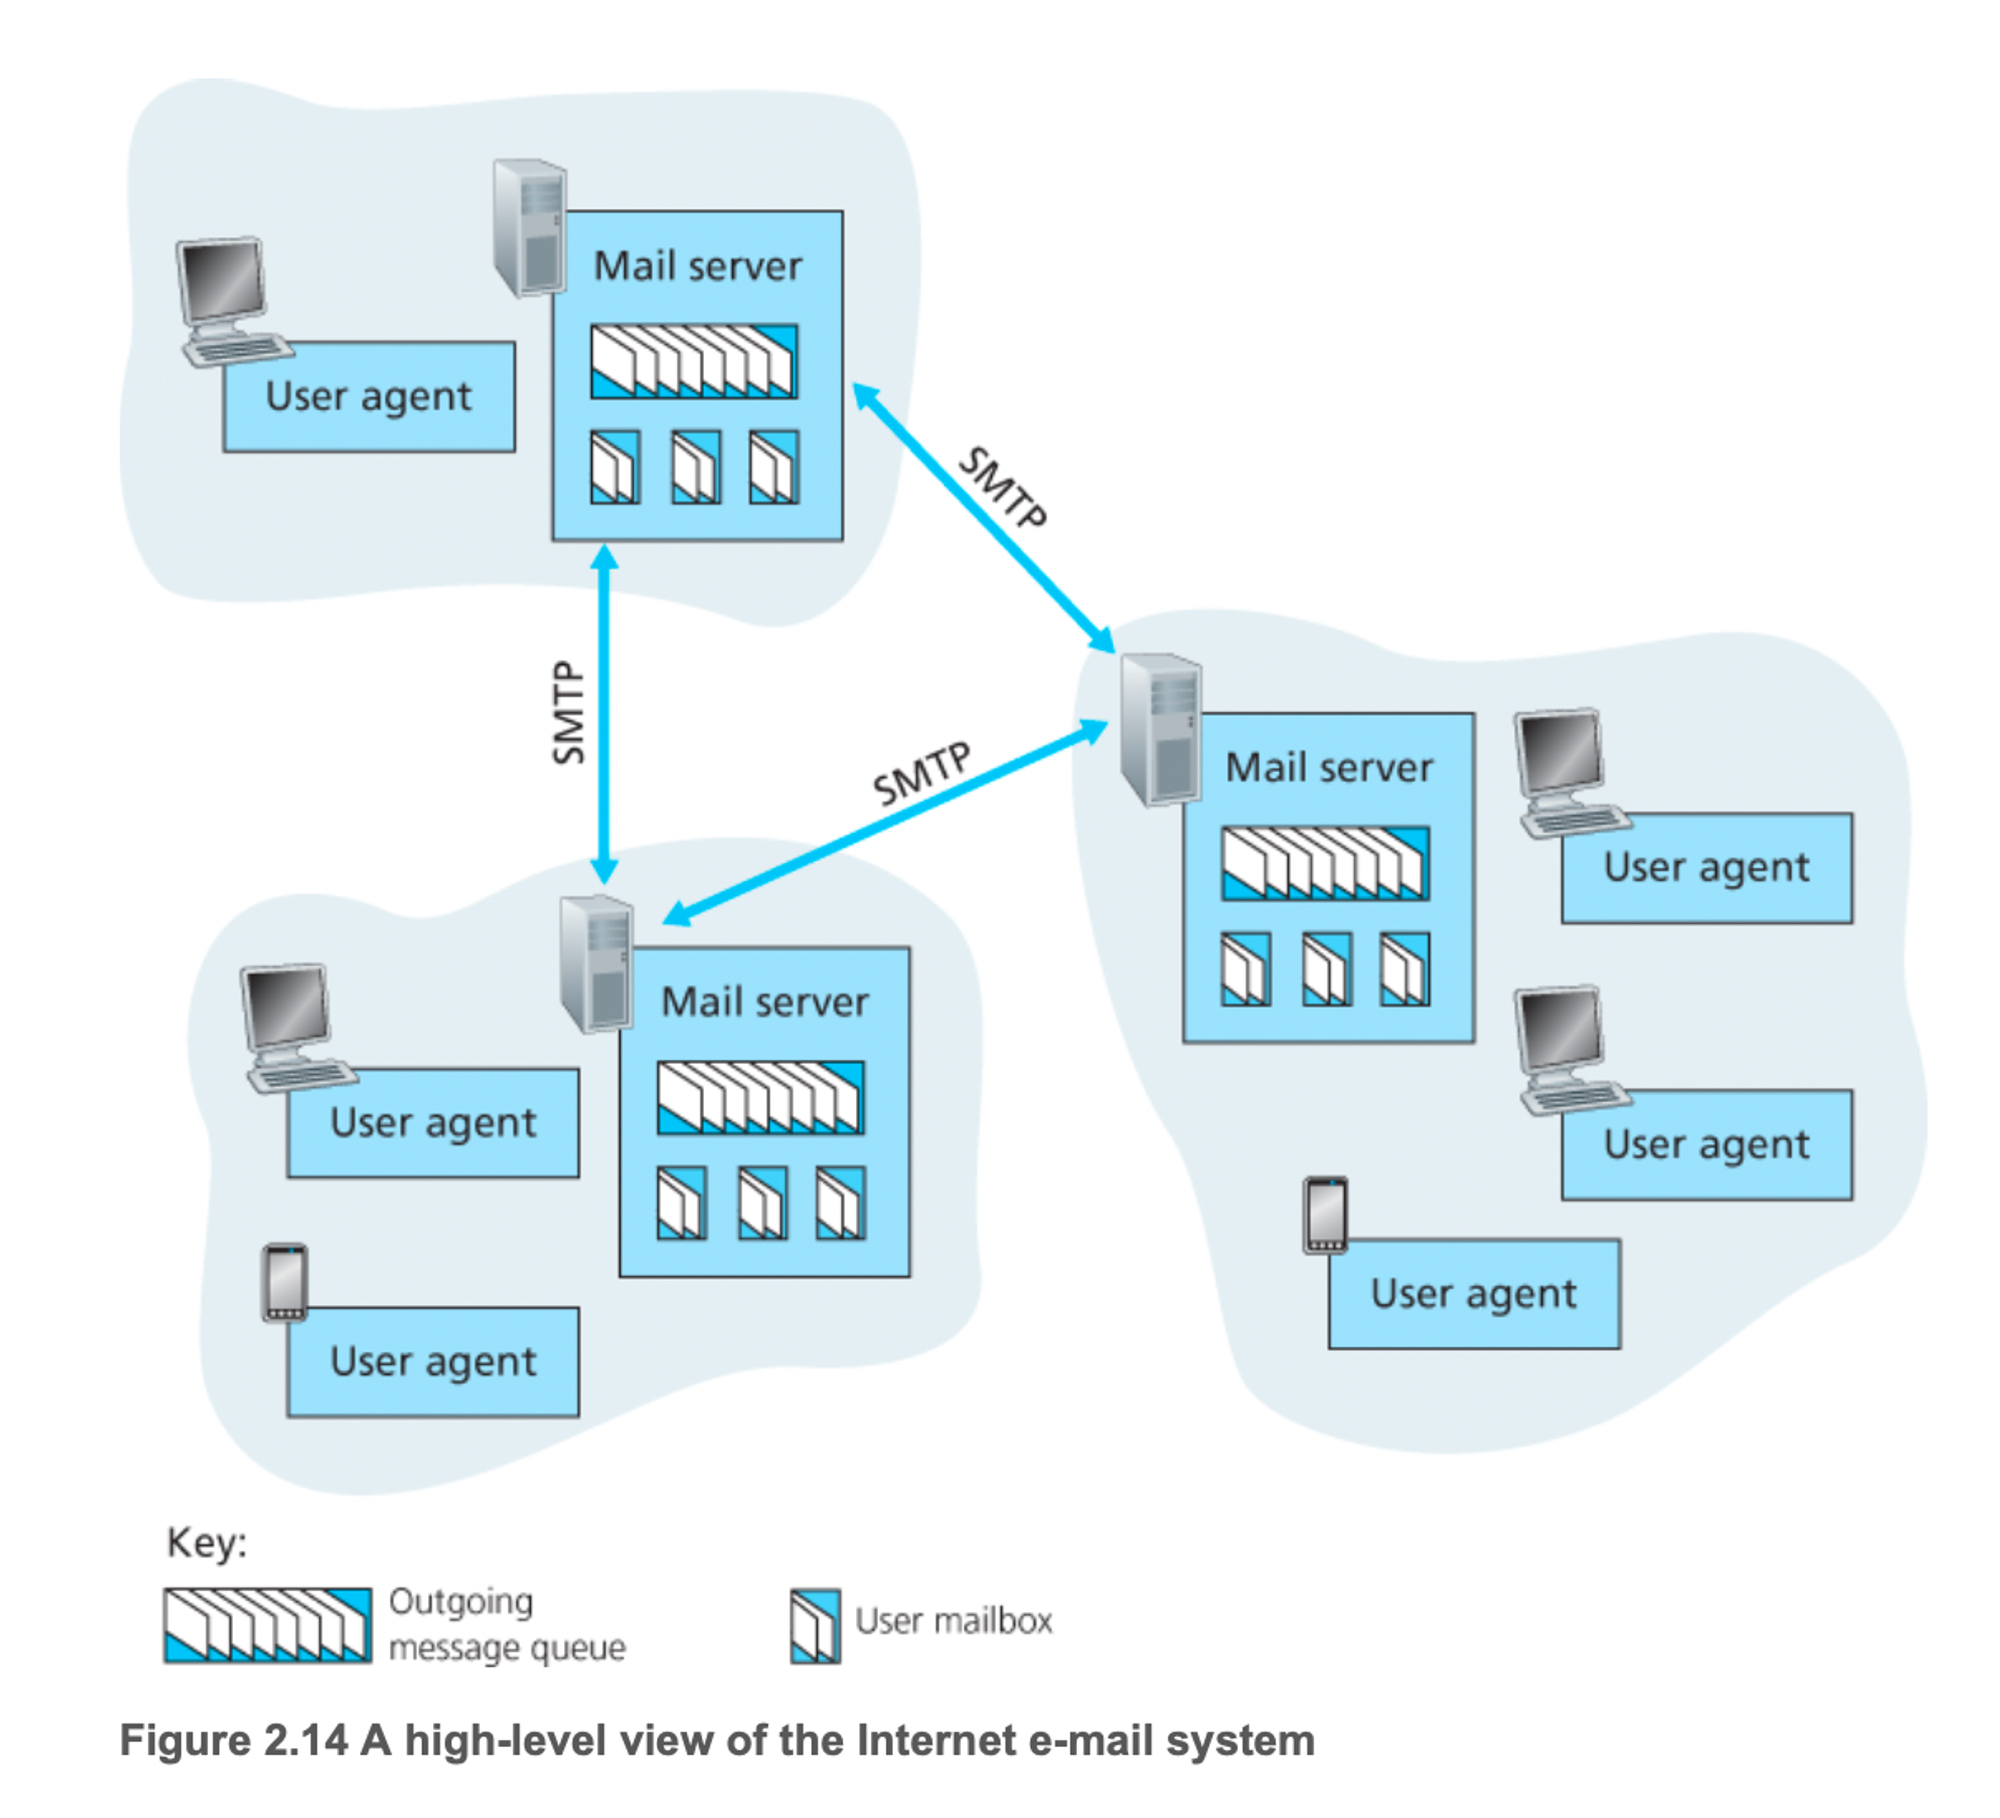 Mail server
User agent
SMTP
SMTP
SMTP
Mail server
User agent
User agent
User agent
Mail server
User agent
User agent
Key:
Outgoing
message queue
User mailbox
Figure 2.14 A high-level view of the Internet e-mail system